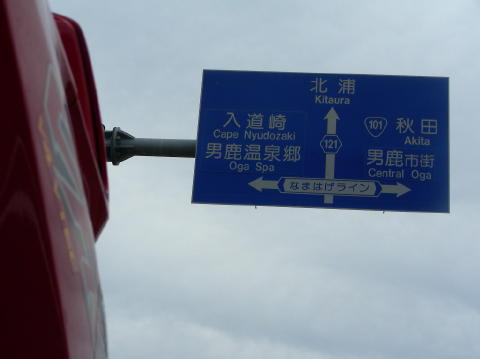 北浦
Kitaura
入道崎
Cape Nyudozaki
男鹿温泉郷
Oga Spa
121
101 秋田
Akita
男鹿市街
Central Oga
なまはげライン